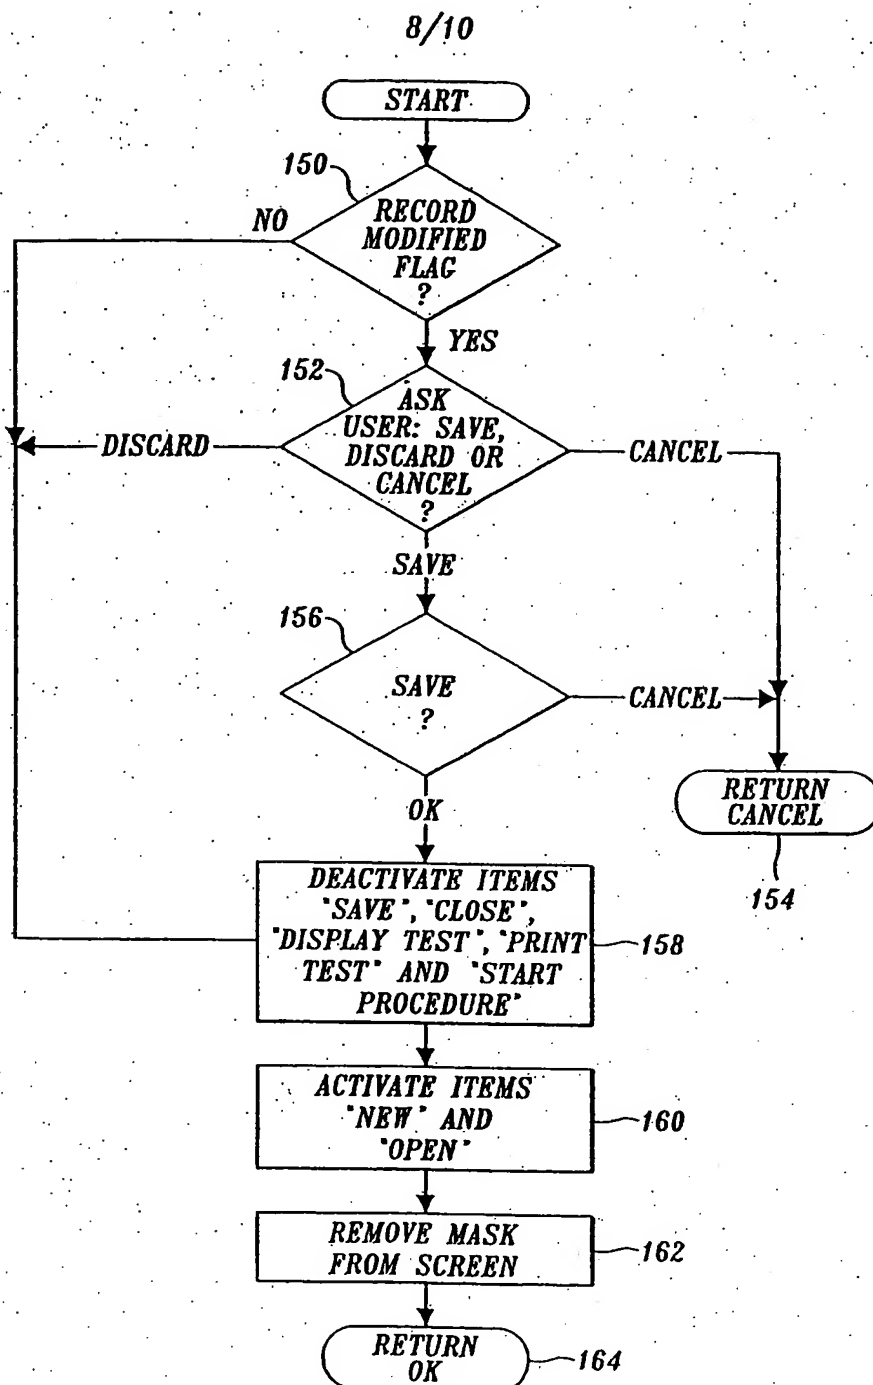 8/10
START
150
NO
RECORD
MODIFIED
FLAG
?
YES
152
ASK
USER: SAVE,
DISCARD OR
CANCEL
?
DISCARD
CANCEL
SAVE
156
SAVE
?
CANCEL
RETURN
CANCEL
154
OK
DEACTIVATE ITEMS
"SAVE", "CLOSE",
"DISPLAY TEST", "PRINT
TEST" AND "START
PROCEDURE"
158
ACTIVATE ITEMS
"NEW" AND
"OPEN"
160
REMOVE MASK
FROM SCREEN
162
RETURN
OK
164